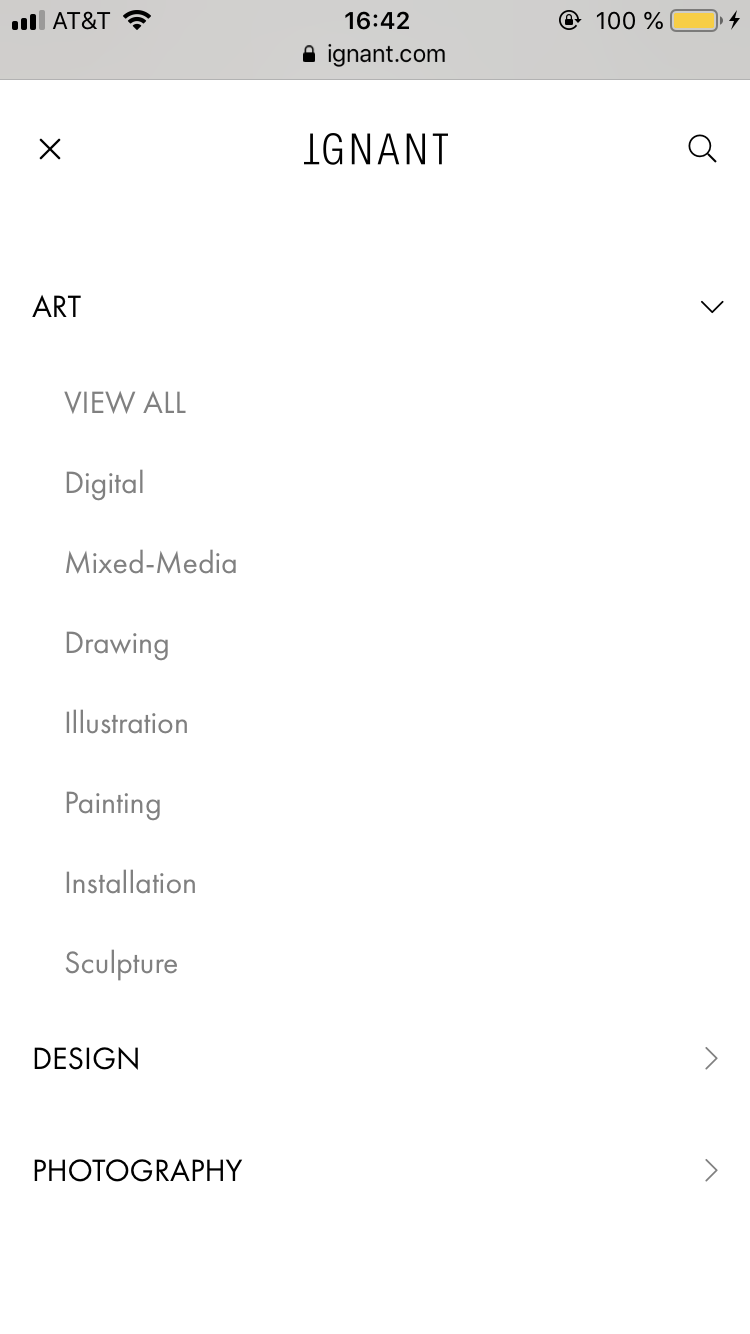 AT&T 16:42 100 %
ignant.com
IGNANT
ART
VIEW ALL
Digital
Mixed-Media
Drawing
Illustration
Painting
Installation
Sculpture
DESIGN
PHOTOGRAPHY